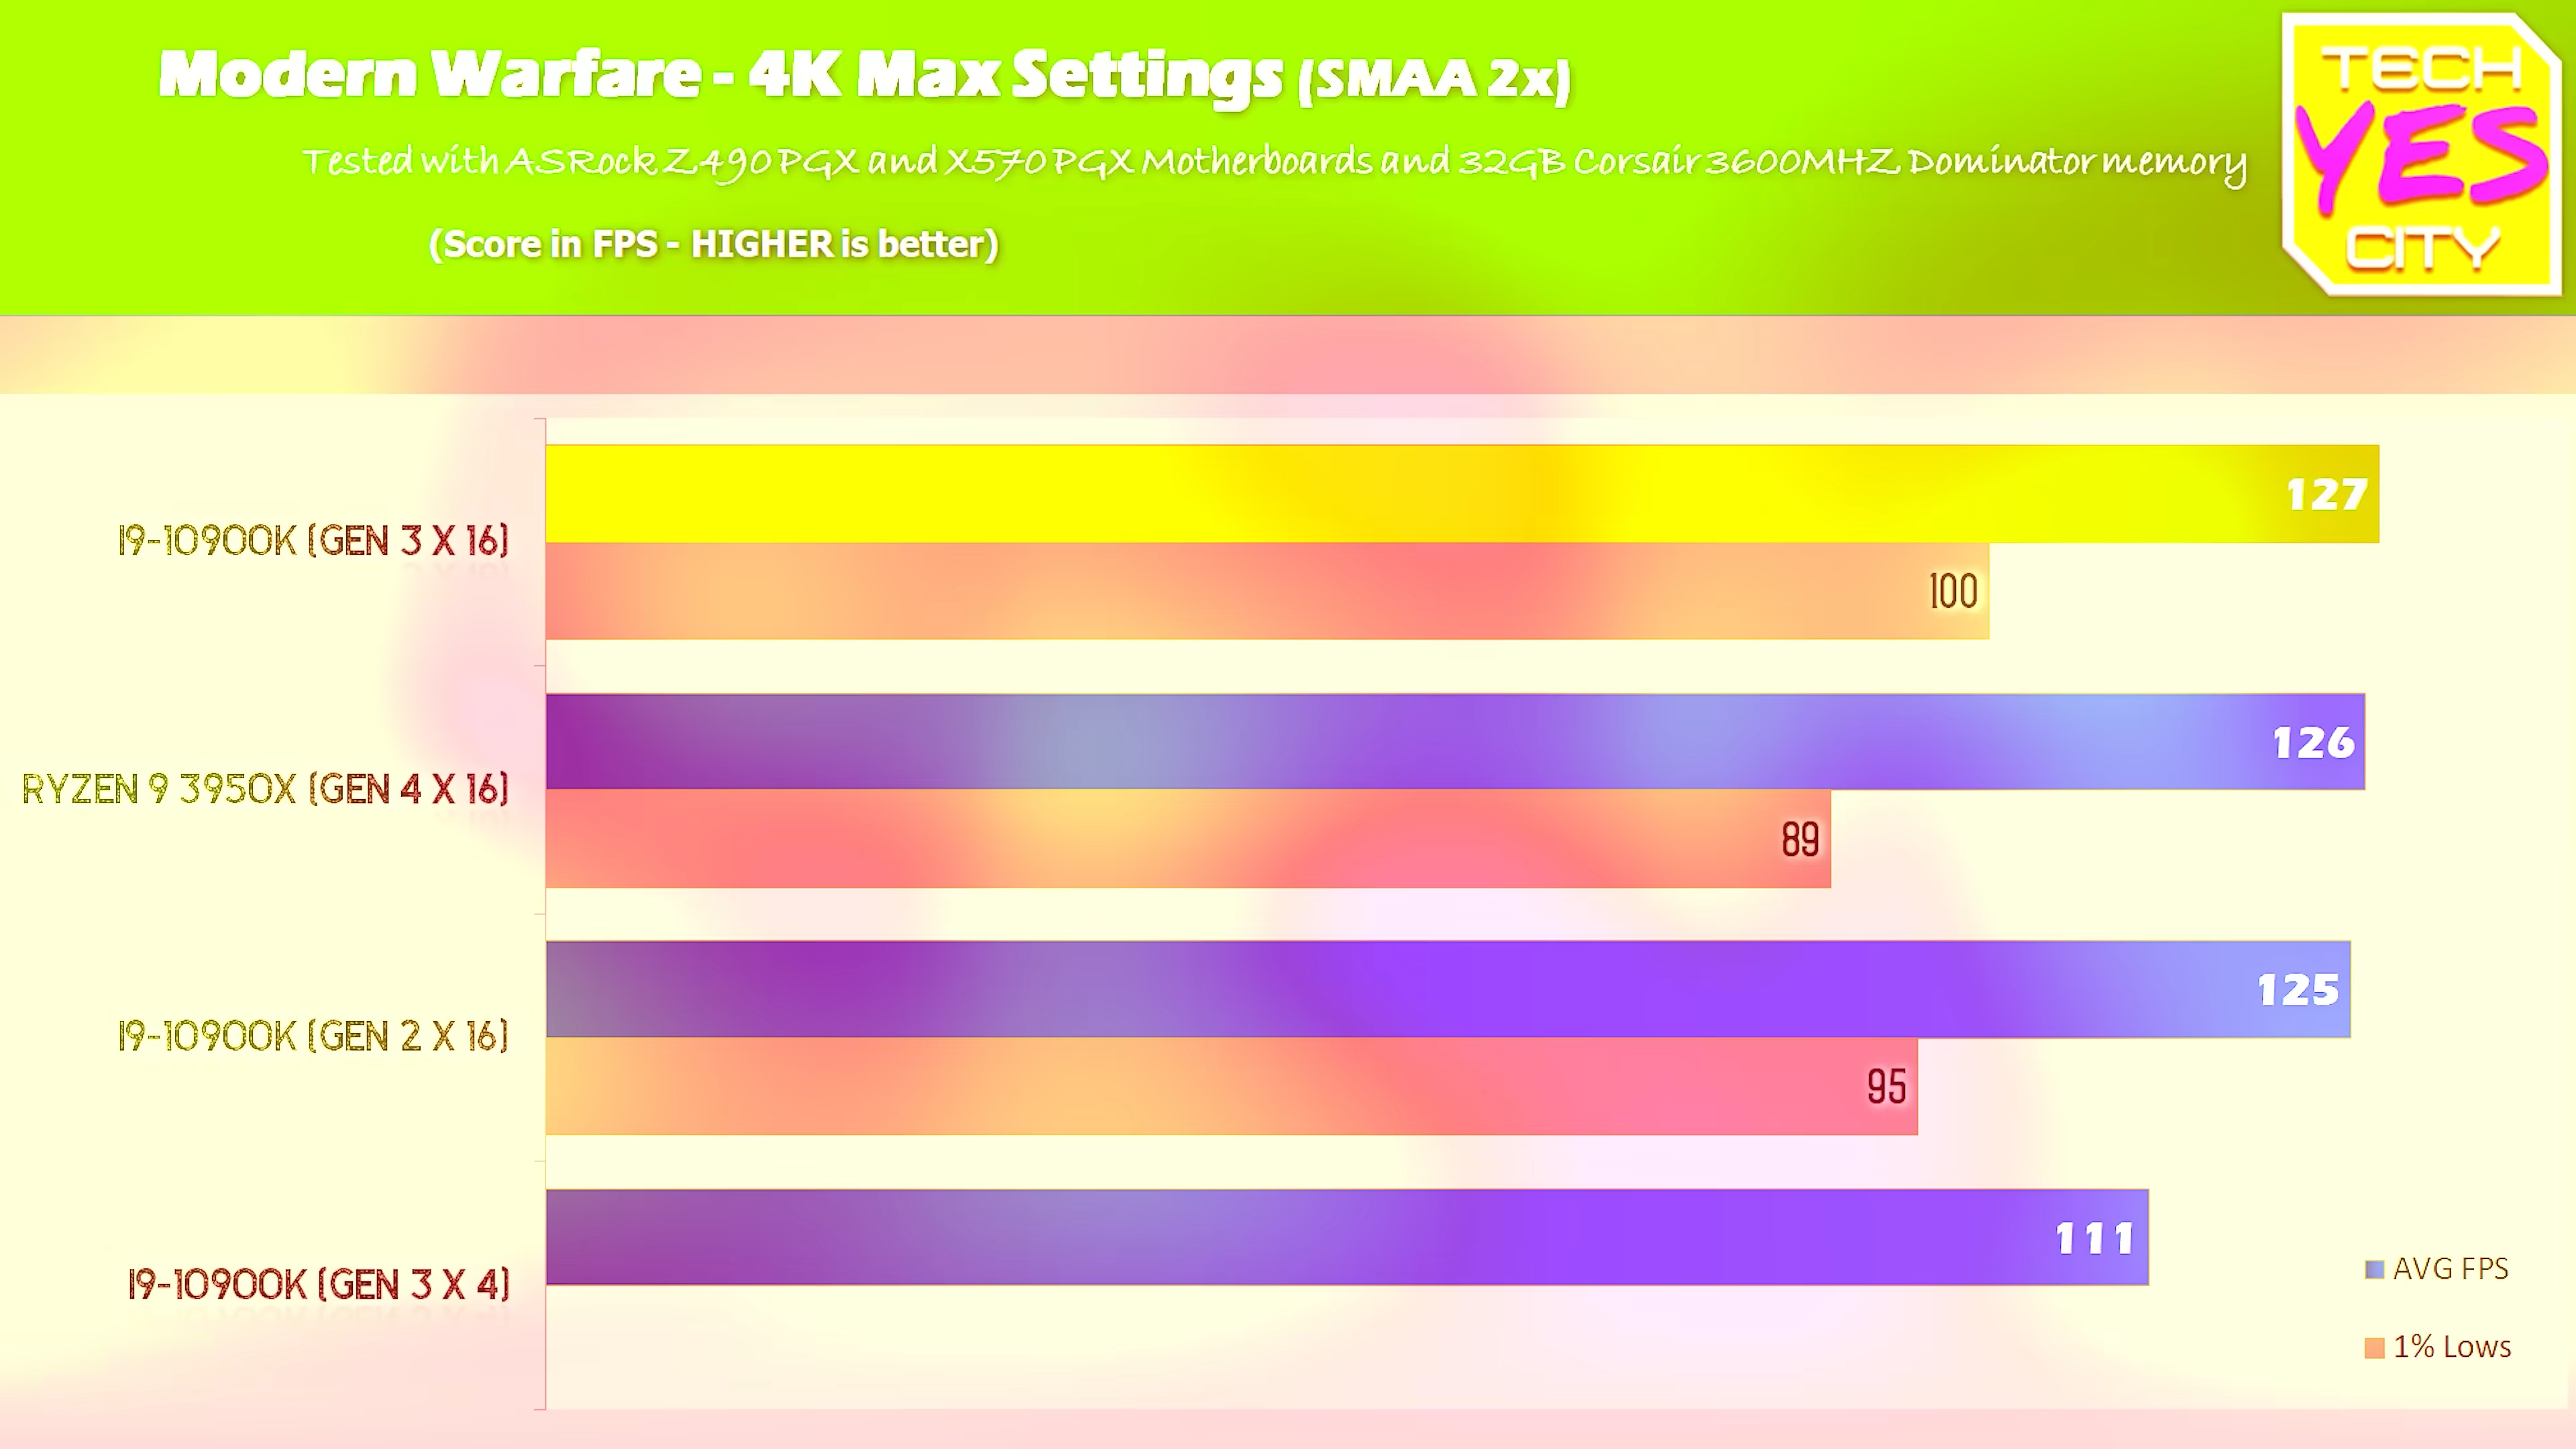 Modern Warfare - 4K Max Settings (SMAA 2x)
Tested with ASRock Z490 PGX and X570 PGX Motherboards and 32GB Corsair 3600MHZ Dominator memory
(Score in FPS - HIGHER is better)
TECH
YES
CITY
I9-10900K (GEN 3 X 16)
127
100
RYZEN 9 3950X (GEN 4 X 16)
126
89
I9-10900K (GEN 2 X 16)
125
95
I9-10900K (GEN 3 X 4)
111
AVG FPS
1% Lows